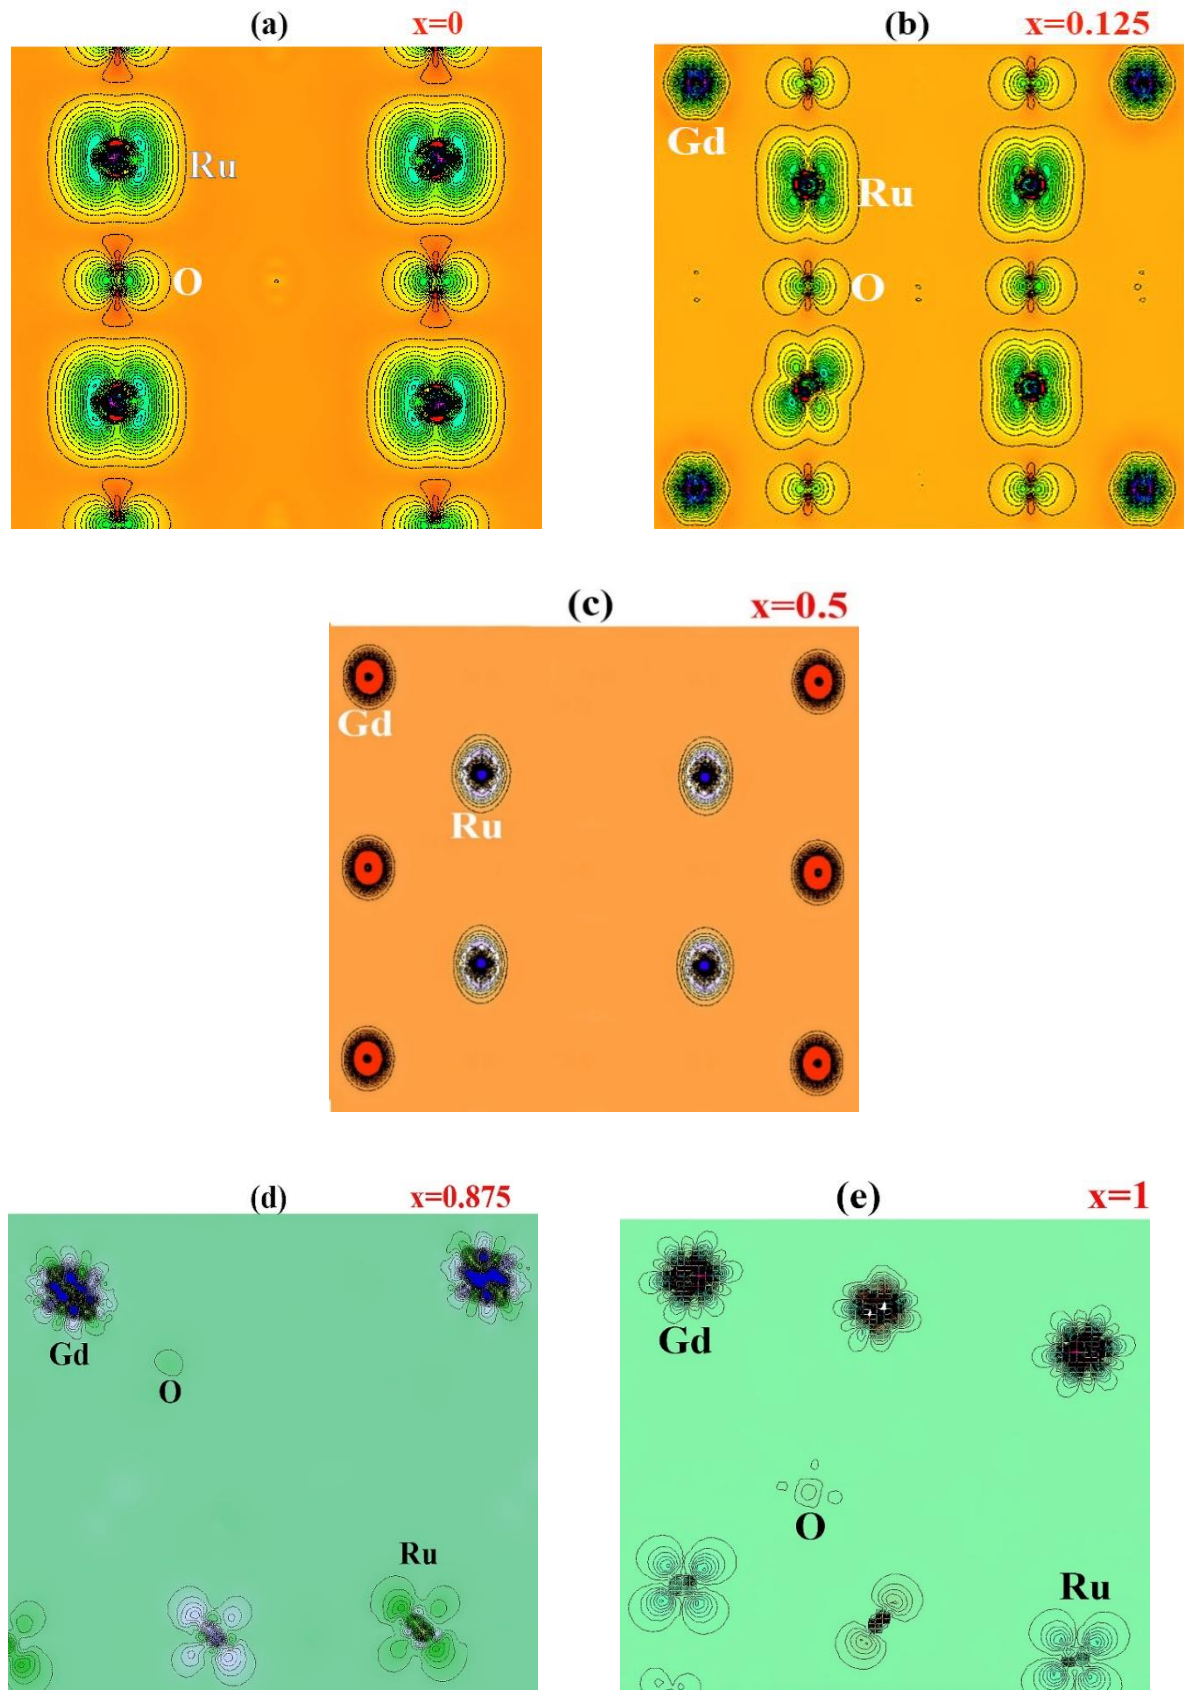 (a) x=0
(b) x=0.125
Gd
Ru
Ru
O
O
(c) x=0.5
Gd
Ru
(d) x=0.875
(e) x=1
Gd
Gd
O
O
Ru
Ru